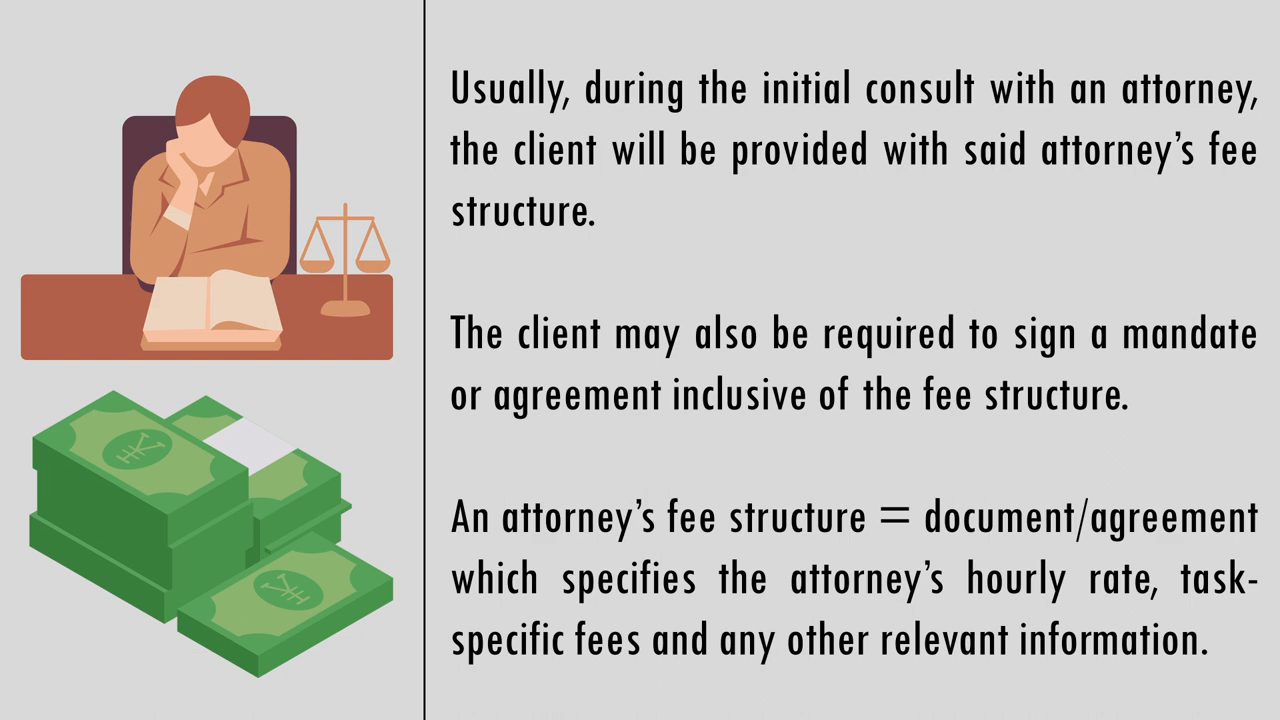 Usually, during the initial consult with an attorney,
the client will be provided with said attorney’s fee
structure.
The client may also be required to sign a mandate
or agreement inclusive of the fee structure.
An attorney’s fee structure = document/agreement
which specifies the attorney’s hourly rate, task-
specific fees and any other relevant information.